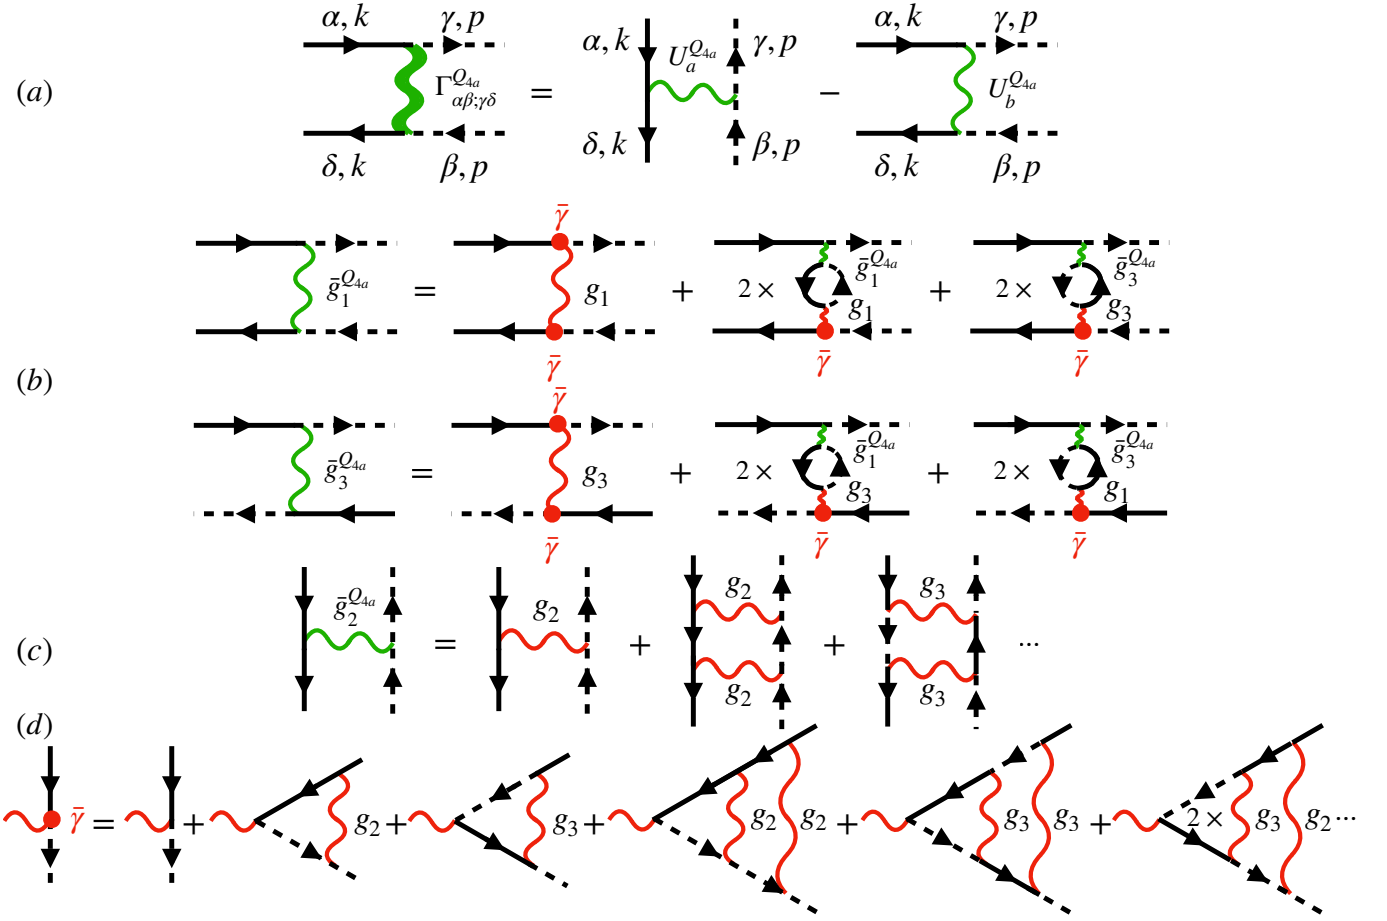 α, k γ, p α, k γ, p α, k γ, p
(a) Γ^{Q_{4a}}_{αβ;γδ} = U_a^{Q_{4a}} − U_b^{Q_{4a}}
δ, k β, p δ, k β, p δ, k β, p
γ̄
ḡ_1^{Q_{4a}} = g_1 + 2 × ḡ_1^{Q_{4a}} g_1 + 2 × ḡ_3^{Q_{4a}} g_3
γ̄ γ̄ γ̄
(b)
γ̄
ḡ_3^{Q_{4a}} = g_3 + 2 × ḡ_1^{Q_{4a}} g_3 + 2 × ḡ_3^{Q_{4a}} g_1
γ̄ γ̄ γ̄
(c) ḡ_2^{Q_{4a}} = g_2 + g_2 g_2 + g_3 g_3 ...
(d)
γ̄ = + g_2 + g_3 + g_2 g_2 + g_3 g_3 + 2 × g_3 g_2 ...